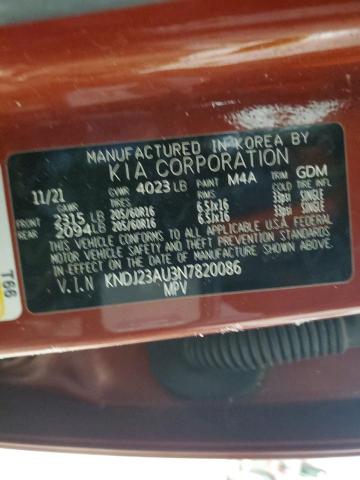 MANUFACTURED IN KOREA BY
KIA CORPORATION
11/21 GVWR 4023 LB PAINT M4A TRIM GDM
GAWR TIRES RIMS COLD TIRE INFL
FRONT 2315 LB 205/60R16 6.5Jx16 33psi SINGLE
REAR 2094 LB 205/60R16 6.5Jx16 33psi SINGLE
THIS VEHICLE CONFORMS TO ALL APPLICABLE U.S.A FEDERAL
MOTOR VEHICLE SAFETY AND THEFT PREVENTION STANDARDS
IN EFFECT ON THE DATE OF MANUFACTURE SHOWN ABOVE.
V.I.N KNDJ23AU3N7820086
MPV
T66